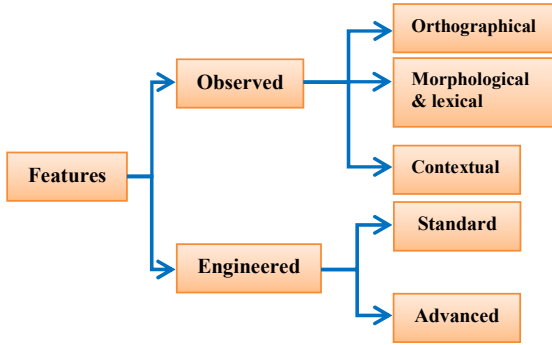 Orthographical
Observed
Morphological
& lexical
Features
Contextual
Standard
Engineered
Advanced